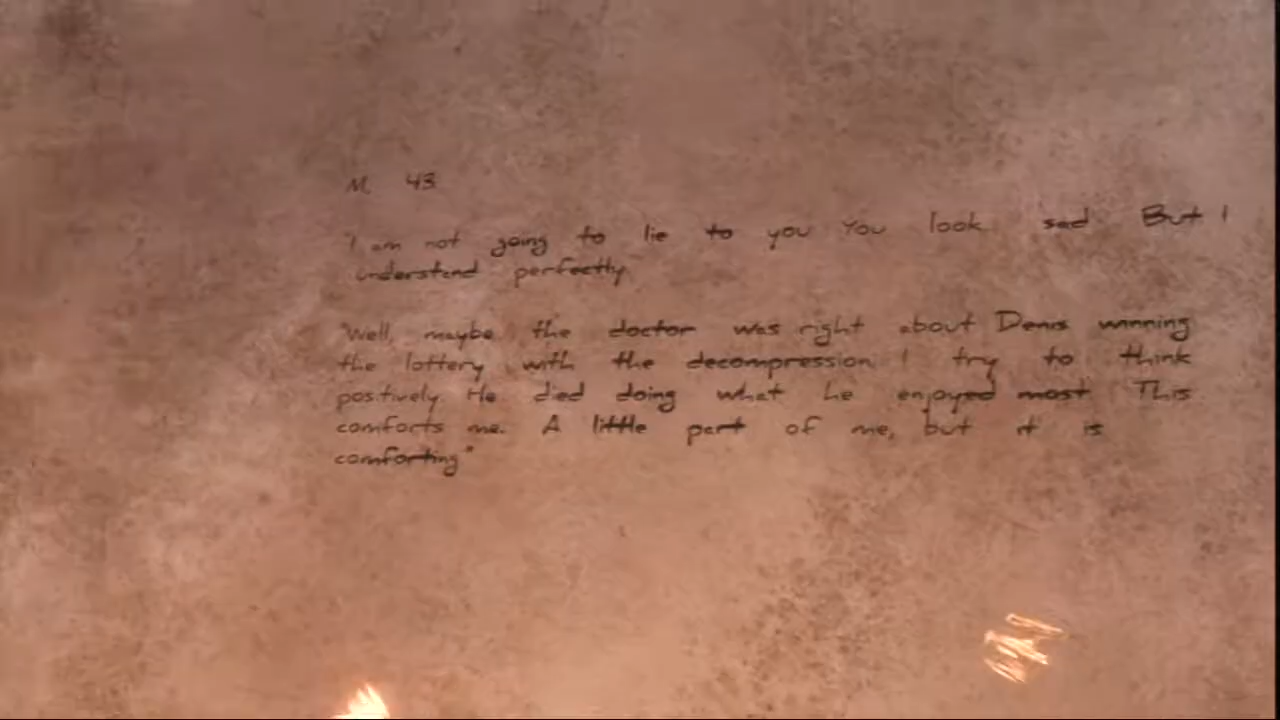 M. 43
"I am not going to lie to you You look sad But I
understand perfectly
"Well, maybe the doctor was right about Denis winning
the lottery with the decompression I try to think
positively He died doing what he enjoyed most This
comforts me. A little part of me, but it is
comforting"